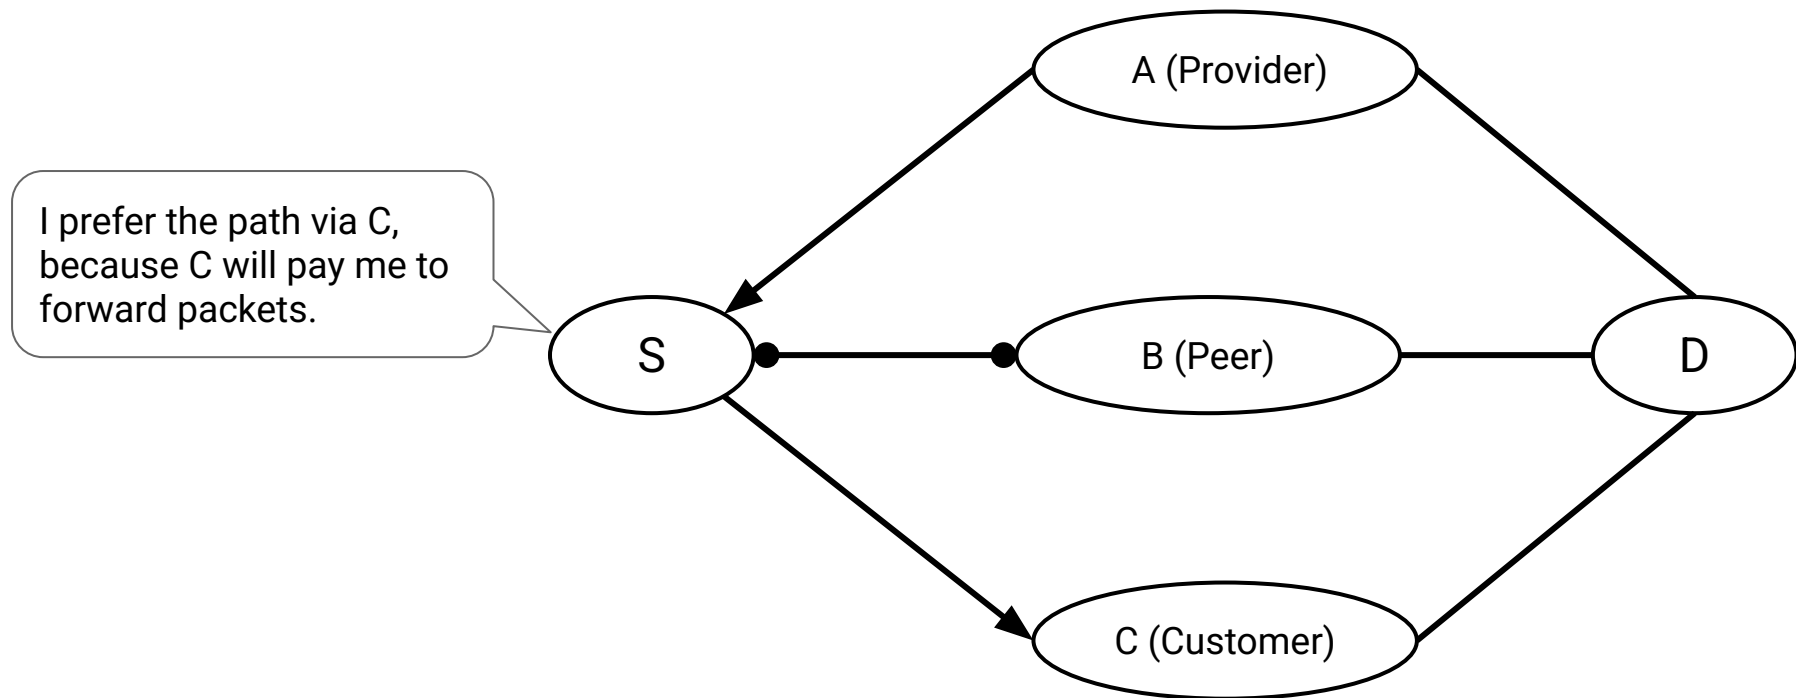 A (Provider)
I prefer the path via C,
because C will pay me to
forward packets.
S
B (Peer)
D
C (Customer)